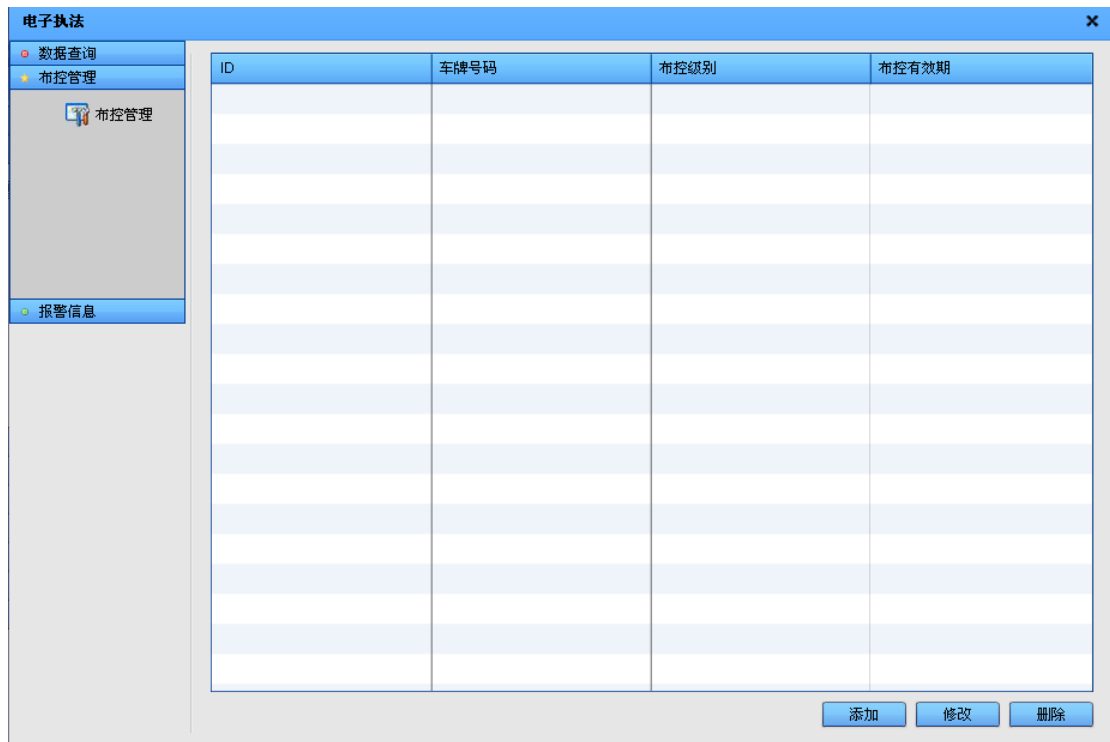 电子执法
数据查询
布控管理
布控管理
报警信息
ID 车牌号码 布控级别 布控有效期
添加 修改 删除